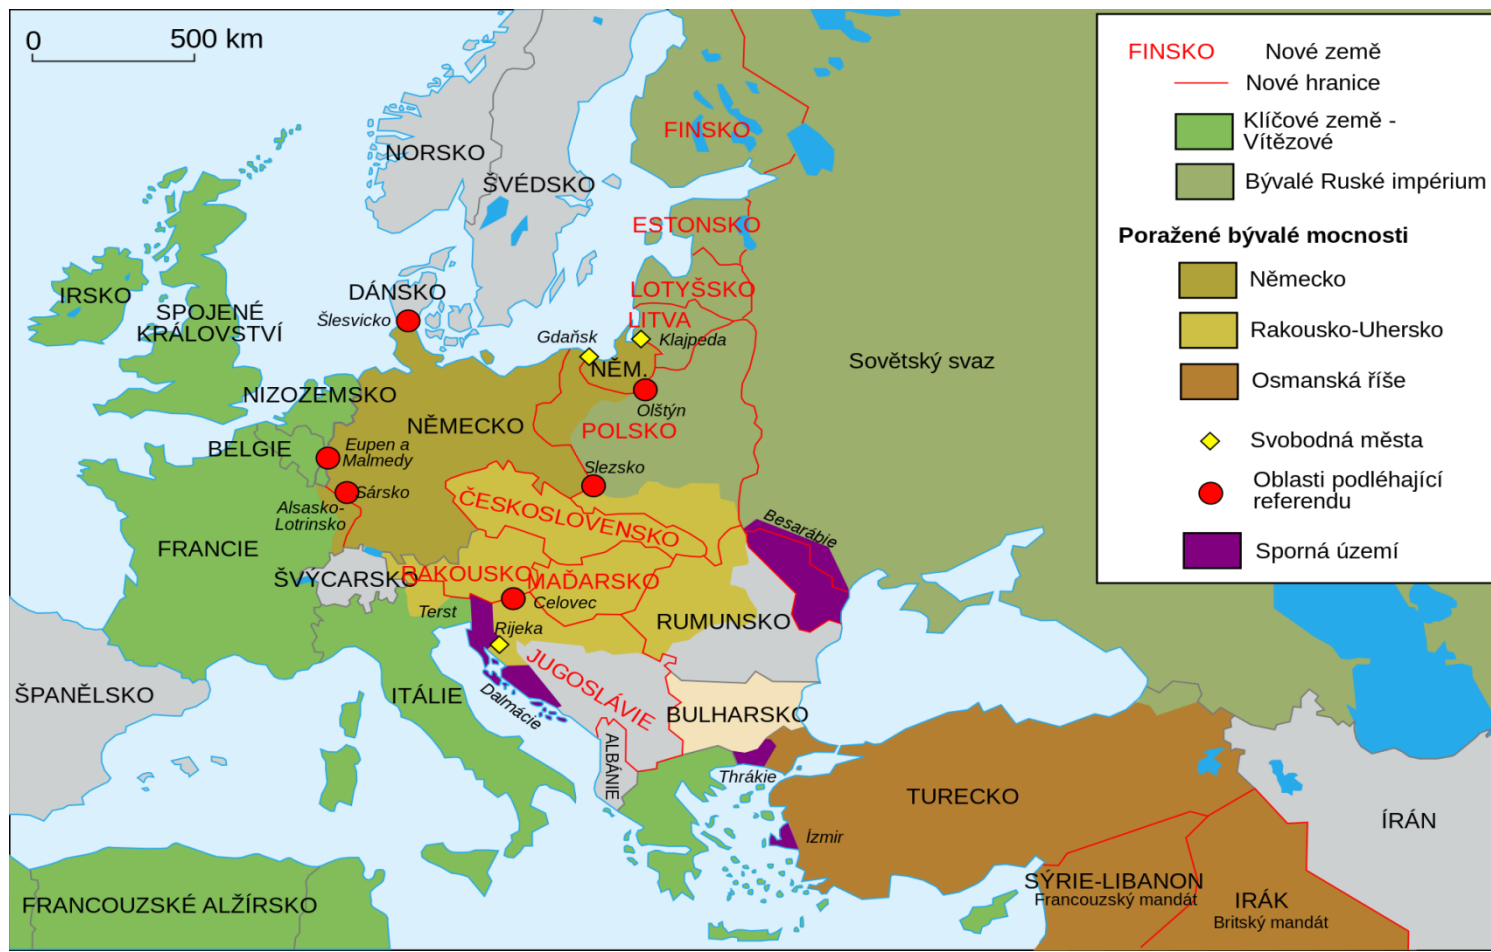 0
500 km
NORSKO
ŠVÉDSKO
FINSKO
ESTONSKO
LOTYŠSKO
LITVA
Klajpeda
DÁNSKO
Šlesvicko
Gdaňsk
IRSKO
SPOJENÉ
KRÁLOVSTVÍ
NĚM.
Olštýn
Sovětský svaz
NIZOZEMSKO
NĚMECKO
POLSKO
BELGIE
Eupen a
Malmedy
Slezsko
Sársko
Alsasko-
Lotrinsko
ČESKOSLOVENSKO
Besarábie
FRANCIE
ŠVÝCARSKO
RAKOUSKO
MAĎARSKO
Terst
Celovec
Rijeka
RUMUNSKO
ŠPANĚLSKO
ITÁLIE
JUGOSLÁVIE
Dalmácie
BULHARSKO
ALBÁNIE
Thrákie
TURECKO
İzmir
ÍRÁN
SÝRIE-LIBANON
Francouzský mandát
IRÁK
Britský mandát
FRANCOUZSKÉ ALŽÍRSKO
FINSKO
Nové země
Nové hranice
Klíčové země -
Vítězové
Bývalé Ruské impérium
Poražené bývalé mocnosti
Německo
Rakousko-Uhersko
Osmanská říše
Svobodná města
Oblasti podléhající
referendu
Sporná území